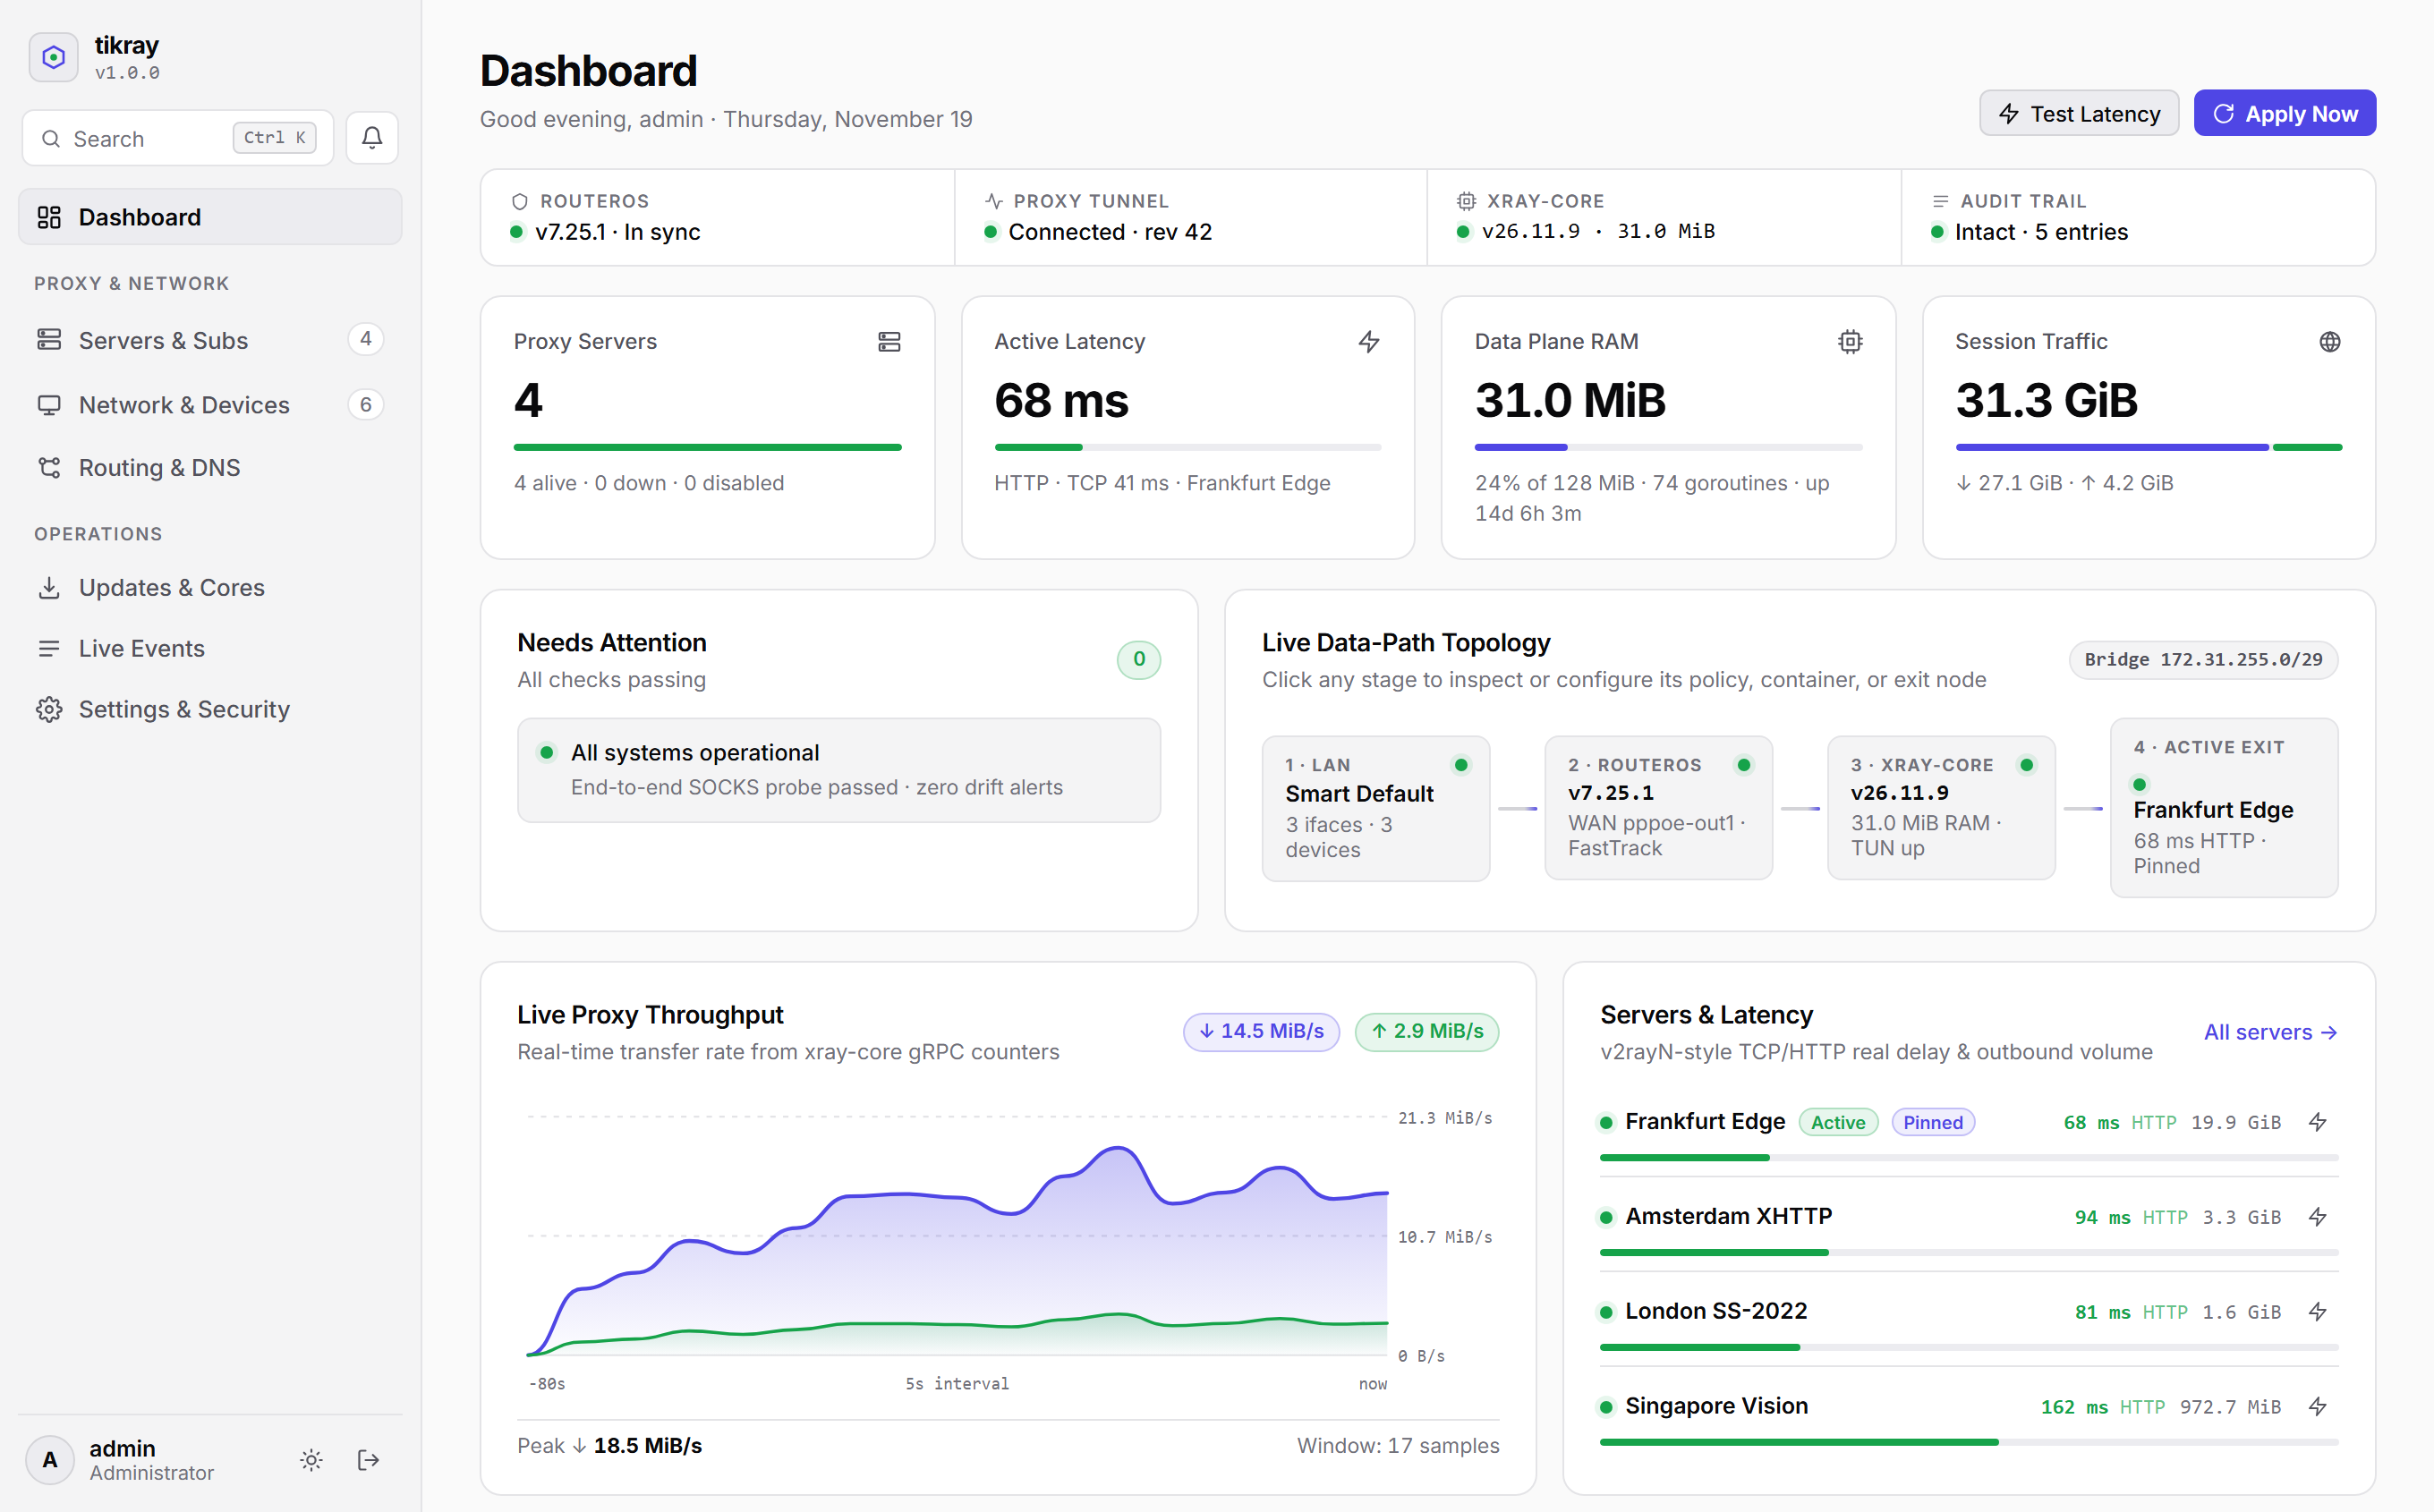 tikray
v1.0.0
Search
Ctrl K
Dashboard
PROXY & NETWORK
Servers & Subs
4
Network & Devices
6
Routing & DNS
OPERATIONS
Updates & Cores
Live Events
Settings & Security
A
admin
Administrator
Dashboard
Good evening, admin · Thursday, November 19
Test Latency
Apply Now
ROUTEROS
v7.25.1 · In sync
PROXY TUNNEL
Connected · rev 42
XRAY-CORE
v26.11.9 · 31.0 MiB
AUDIT TRAIL
Intact · 5 entries
Proxy Servers
4
4 alive · 0 down · 0 disabled
Active Latency
68 ms
HTTP · TCP 41 ms · Frankfurt Edge
Data Plane RAM
31.0 MiB
24% of 128 MiB · 74 goroutines · up
14d 6h 3m
Session Traffic
31.3 GiB
↓ 27.1 GiB · ↑ 4.2 GiB
Needs Attention
All checks passing
0
All systems operational
End-to-end SOCKS probe passed · zero drift alerts
Live Data-Path Topology
Click any stage to inspect or configure its policy, container, or exit node
Bridge 172.31.255.0/29
1 · LAN
Smart Default
3 ifaces · 3
devices
2 · ROUTEROS
v7.25.1
WAN pppoe-out1 ·
FastTrack
3 · XRAY-CORE
v26.11.9
31.0 MiB RAM ·
TUN up
4 · ACTIVE EXIT
Frankfurt Edge
68 ms HTTP ·
Pinned
Live Proxy Throughput
Real-time transfer rate from xray-core gRPC counters
↓ 14.5 MiB/s
↑ 2.9 MiB/s
21.3 MiB/s
10.7 MiB/s
0 B/s
-80s
5s interval
now
Peak ↓ 18.5 MiB/s
Window: 17 samples
Servers & Latency
v2rayN-style TCP/HTTP real delay & outbound volume
All servers →
Frankfurt Edge Active Pinned 68 ms HTTP 19.9 GiB
Amsterdam XHTTP 94 ms HTTP 3.3 GiB
London SS-2022 81 ms HTTP 1.6 GiB
Singapore Vision 162 ms HTTP 972.7 MiB